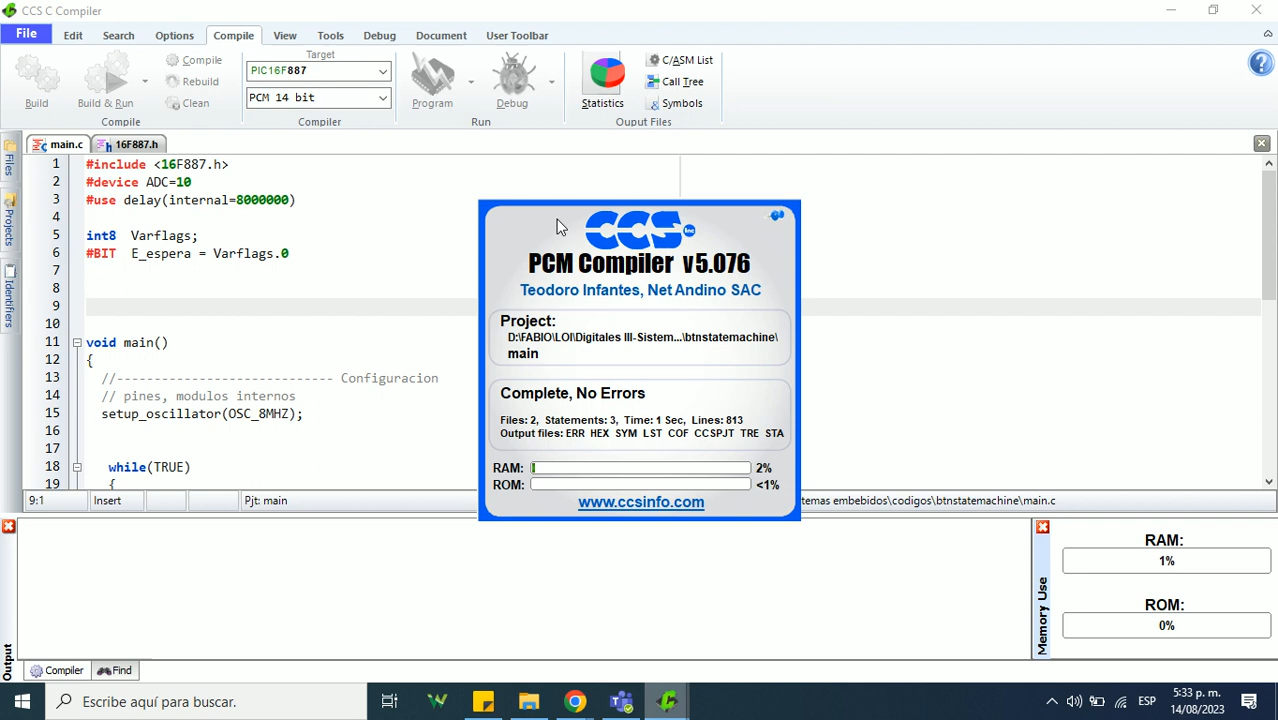 CCS C Compiler
File Edit Search Options Compile View Tools Debug Document User Toolbar
Build
Build & Run
Compile
Rebuild
Clean
Compile
Target
PIC16F887
PCM 14 bit
Compiler
Program
Debug
Run
Statistics
C/ASM List
Call Tree
Symbols
Ouput Files
main.c 16F887.h
Files
Projects
Identifiers
1 #include <16F887.h>
2 #device ADC=10
3 #use delay(internal=8000000)
4
5 int8 Varflags;
6 #BIT E_espera = Varflags.0
7
8
9
10
11 void main()
12 {
13 //----------------------------- Configuracion
14 // pines, modulos internos
15 setup_oscillator(OSC_8MHZ);
16
17
18 while(TRUE)
19 {
CCS Inc
PCM Compiler v5.076
Teodoro Infantes, Net Andino SAC
Project:
D:\FABIO\LOI\Digitales III-Sistem...\btnstatemachine\
main
Complete, No Errors
Files: 2, Statements: 3, Time: 1 Sec, Lines: 813
Output files: ERR HEX SYM LST COF CCSPJT TRE STA
RAM: 2%
ROM: <1%
www.ccsinfo.com
9:1 Insert Pjt: main temas embebidos\codigos\btnstatemachine\main.c
Output
Compiler Find
Memory Use
RAM:
1%
ROM:
0%
Escribe aquí para buscar.
ESP
5:33 p. m.
14/08/2023